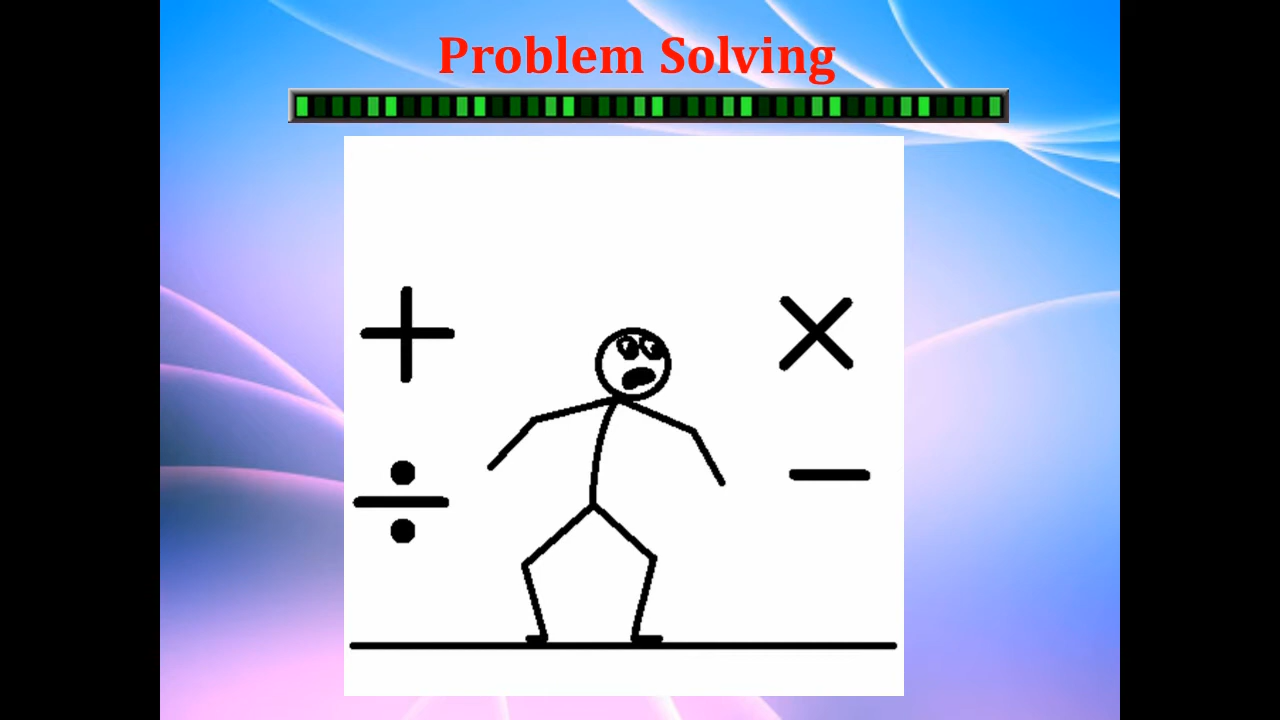 Problem Solving
+ ×
÷ −